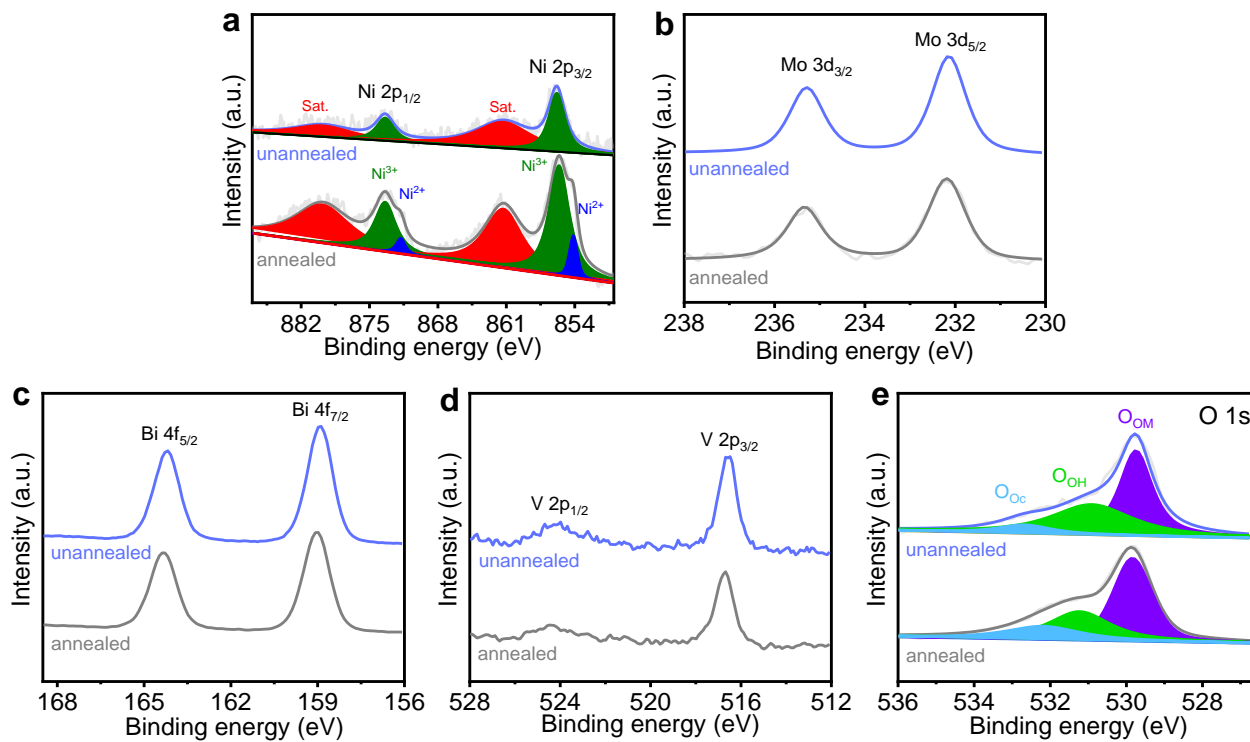 a
Intensity (a.u.)
Sat.
Ni 2p1/2
Sat.
Ni 2p3/2
unannealed
Ni3+
Ni2+
Ni3+
Ni2+
annealed
882 875 868 861 854
Binding energy (eV)
b
Intensity (a.u.)
Mo 3d3/2
Mo 3d5/2
unannealed
annealed
238 236 234 232 230
Binding energy (eV)
c
Intensity (a.u.)
Bi 4f5/2
Bi 4f7/2
unannealed
annealed
168 165 162 159 156
Binding energy (eV)
d
Intensity (a.u.)
V 2p1/2
V 2p3/2
unannealed
annealed
528 524 520 516 512
Binding energy (eV)
e
Intensity (a.u.)
O 1s
OOM
OOH
OOc
unannealed
annealed
536 534 532 530 528
Binding energy (eV)